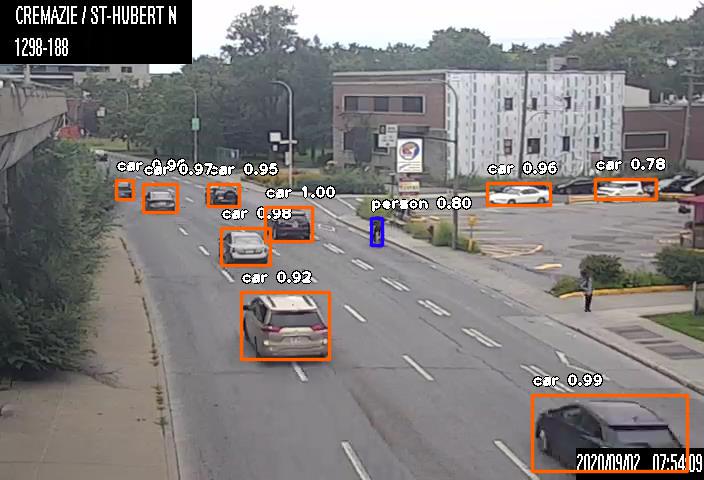 CREMAZIE / ST-HUBERT N
1298-188
car 0.96
car 0.97
car 0.95
car 0.96
car 0.78
car 1.00
car 0.98
person 0.80
car 0.92
car 0.99
2020/09/02 07:54:09